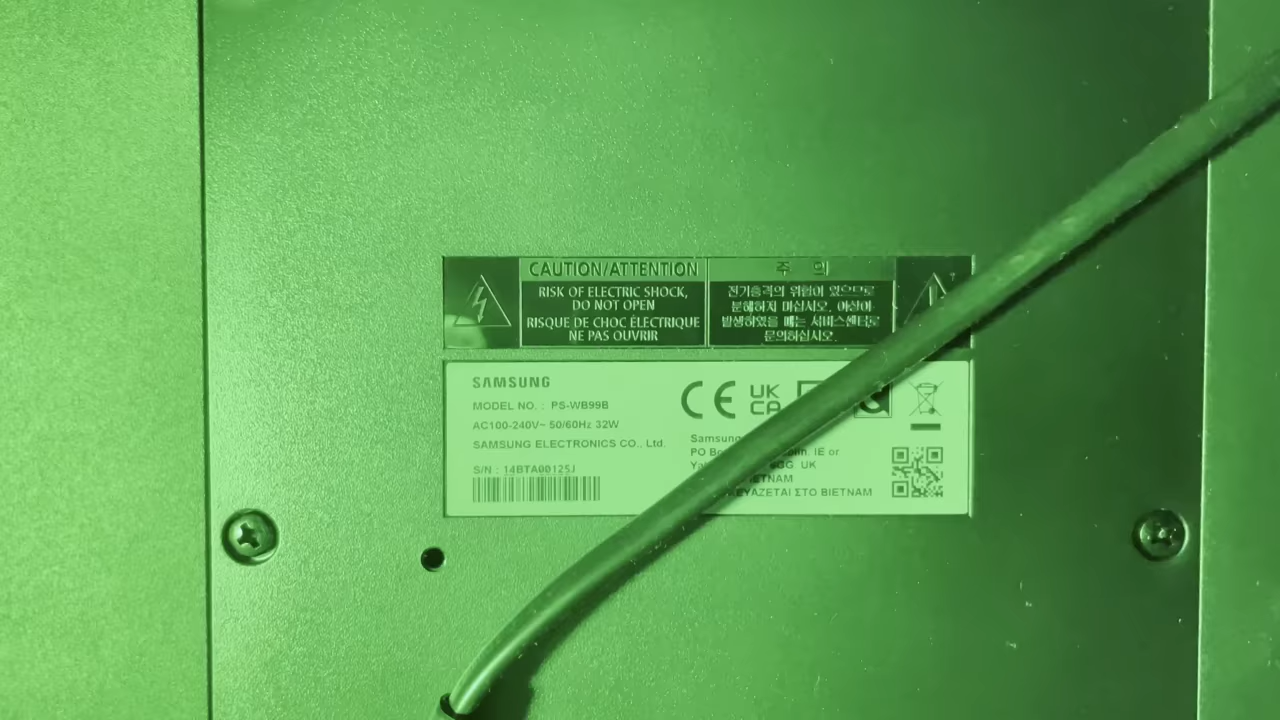 CAUTION/ATTENTION
RISK OF ELECTRIC SHOCK,
DO NOT OPEN
RISQUE DE CHOC ÉLECTRIQUE
NE PAS OUVRIR
주 의
전기충격의 위험이 있으므로
분해하지 마십시오. 이상이
발생하였을 때는 서비스센터로
문의하십시오.
SAMSUNG
MODEL NO. : PS-WB99B
AC100-240V~ 50/60Hz 32W
SAMSUNG ELECTRONICS CO., Ltd.
S/N : 14BTA00125J
CE
UK
CA
Samsung
PO IE or
UK
ΣΤΟ ΒΙΕΤΝΑΜ